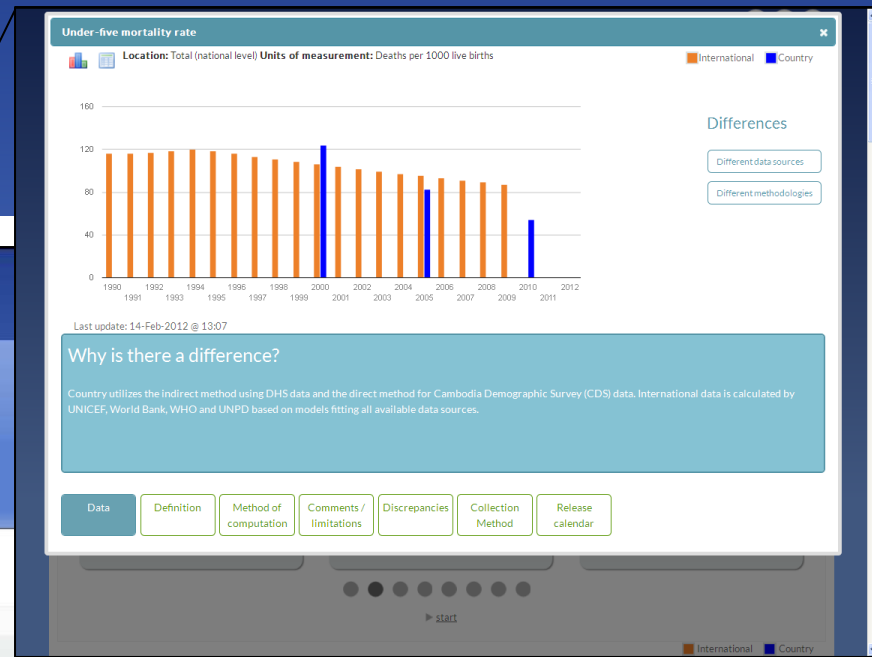 Under-five mortality rate
Location: Total (national level) Units of measurement: Deaths per 1000 live births
International Country
160
120
80
40
0
1990 1992 1994 1996 1998 2000 2002 2004 2006 2008 2010 2012
1991 1993 1995 1997 1999 2001 2003 2005 2007 2009 2011
Differences
Different data sources
Different methodologies
Last update: 14-Feb-2012 @ 13:07
Why is there a difference?
Country utilizes the indirect method using DHS data and the direct method for Cambodia Demographic Survey (CDS) data. International data is calculated by
UNICEF, World Bank, WHO and UNPD based on models fitting all available data sources.
Data
Definition
Method of
computation
Comments /
limitations
Discrepancies
Collection
Method
Release
calendar
start
International Country